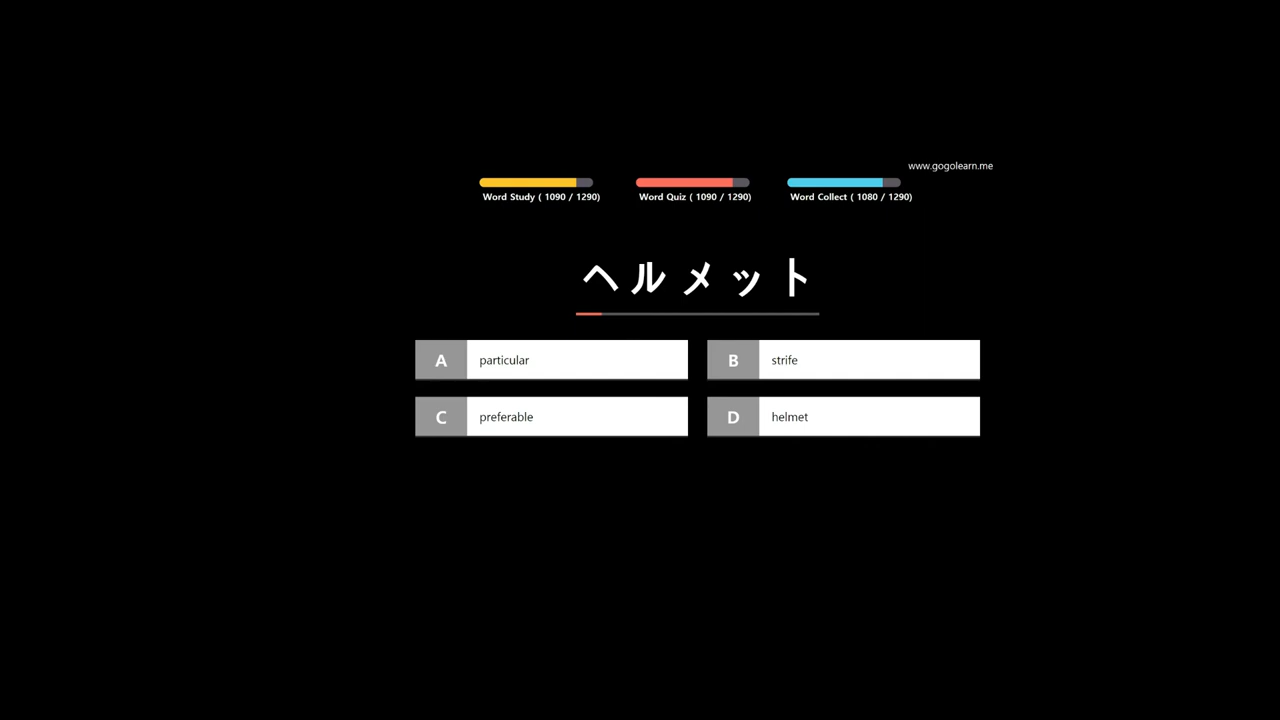 www.gogolearn.me
Word Study ( 1090 / 1290) Word Quiz ( 1090 / 1290) Word Collect ( 1080 / 1290)
ヘルメット
A particular B strife
C preferable D helmet